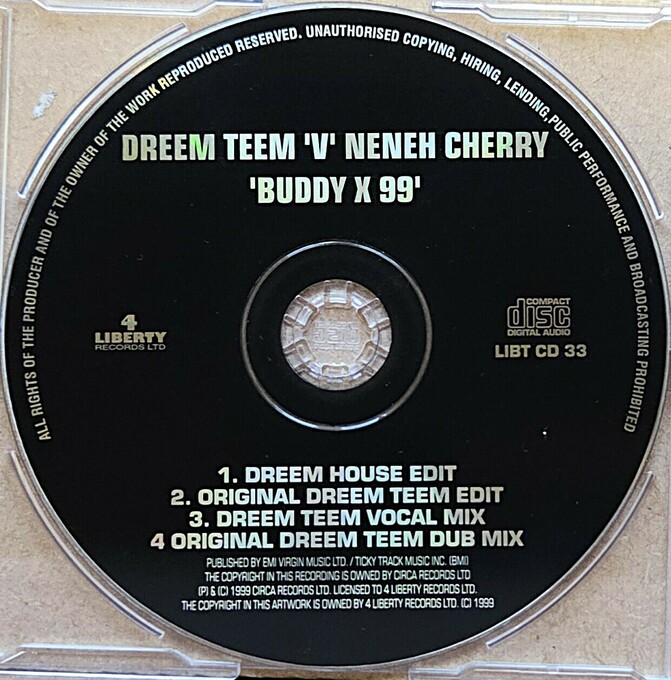 ALL RIGHTS OF THE PRODUCER AND OF THE OWNER OF THE WORK REPRODUCED RESERVED. UNAUTHORISED COPYING, HIRING, LENDING, PUBLIC PERFORMANCE AND BROADCASTING PROHIBITED
DREEM TEEM 'V' NENEH CHERRY
'BUDDY X 99'
4
LIBERTY
RECORDS LTD
COMPACT
disc
DIGITAL AUDIO
LIBT CD 33
1. DREEM HOUSE EDIT
2. ORIGINAL DREEM TEEM EDIT
3. DREEM TEEM VOCAL MIX
4 ORIGINAL DREEM TEEM DUB MIX
PUBLISHED BY EMI VIRGIN MUSIC LTD. / TICKY TRACK MUSIC INC. (BMI)
THE COPYRIGHT IN THIS RECORDING IS OWNED BY CIRCA RECORDS LTD
(P) & (C) 1999 CIRCA RECORDS LTD. LICENSED TO 4 LIBERTY RECORDS LTD.
THE COPYRIGHT IN THIS ARTWORK IS OWNED BY 4 LIBERTY RECORDS LTD. (C) 1999